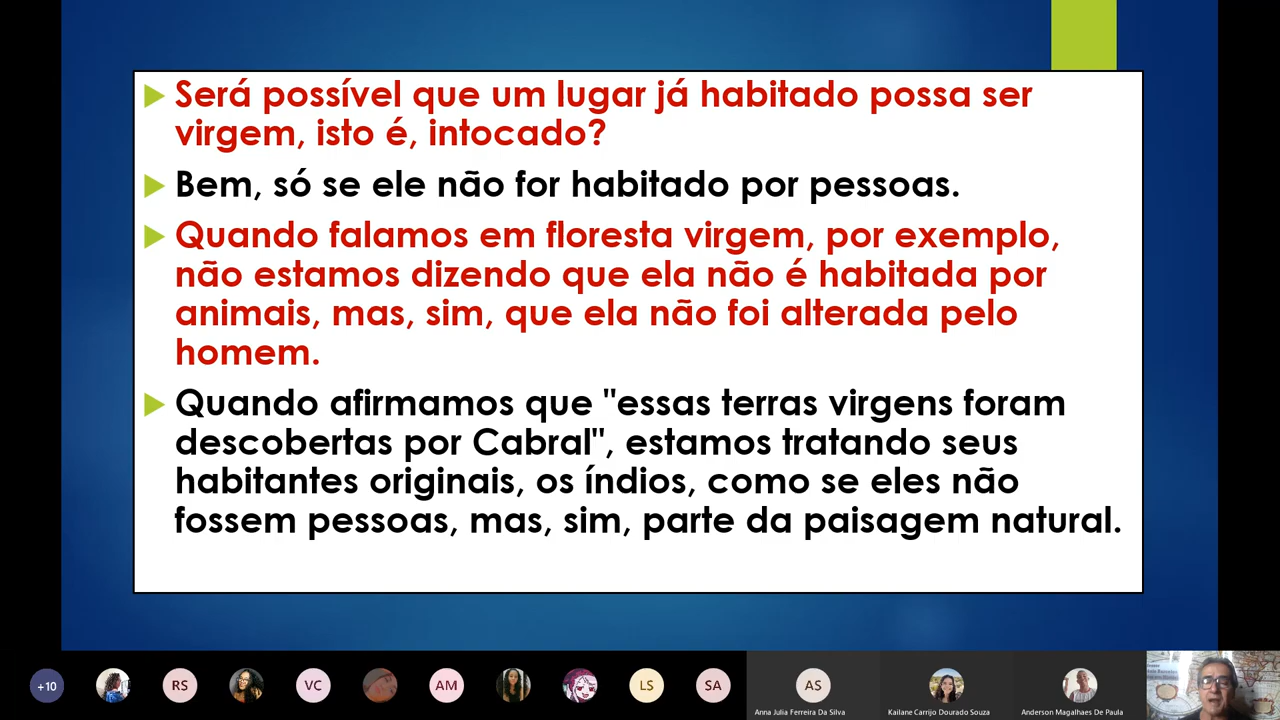 Será possível que um lugar já habitado possa ser
virgem, isto é, intocado?
Bem, só se ele não for habitado por pessoas.
Quando falamos em floresta virgem, por exemplo,
não estamos dizendo que ela não é habitada por
animais, mas, sim, que ela não foi alterada pelo
homem.
Quando afirmamos que "essas terras virgens foram
descobertas por Cabral", estamos tratando seus
habitantes originais, os índios, como se eles não
fossem pessoas, mas, sim, parte da paisagem natural.
+10
RS
VC
AM
LS
SA
AS
Anna Julia Ferreira Da Silva
Kailane Carrijo Dourado Souza
Anderson Magalhaes De Paula